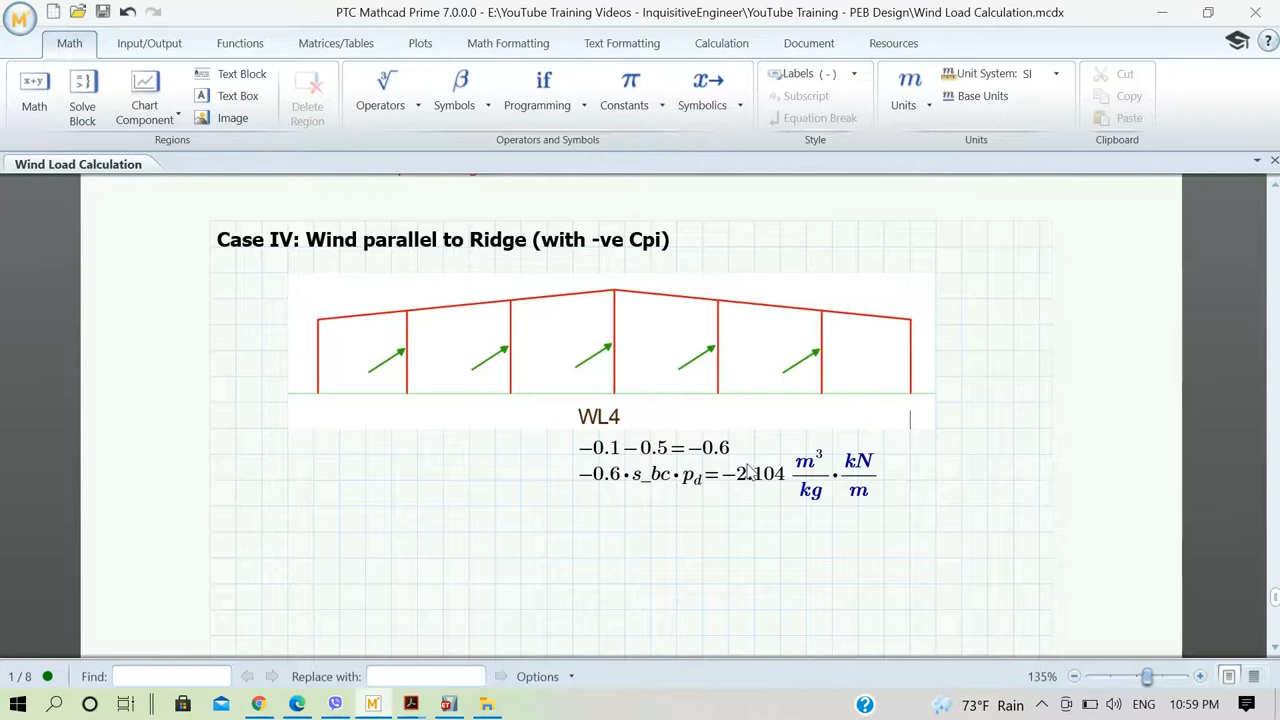 PTC Mathcad Prime 7.0.0.0 - E:\YouTube Training Videos - InquisitiveEngineer\YouTube Training - PEB Design\Wind Load Calculation.mcdx
Math Input/Output Functions Matrices/Tables Plots Math Formatting Text Formatting Calculation Document Resources
Math
Solve Block
Chart Component
Text Block
Text Box
Image
Delete Region
Operators
Symbols
Programming
Constants
Symbolics
Labels ( - )
Subscript
Equation Break
Units
Unit System: SI
Base Units
Cut
Copy
Paste
Regions Operators and Symbols Style Units Clipboard
Wind Load Calculation
Case IV: Wind parallel to Ridge (with -ve Cpi)
WL4
−0.1 − 0.5 = −0.6
−0.6 · s_bc · p_d = −2.104 m³/kg · kN/m
1 / 8 Find: Replace with: Options 135%
73°F Rain 10:59 PM